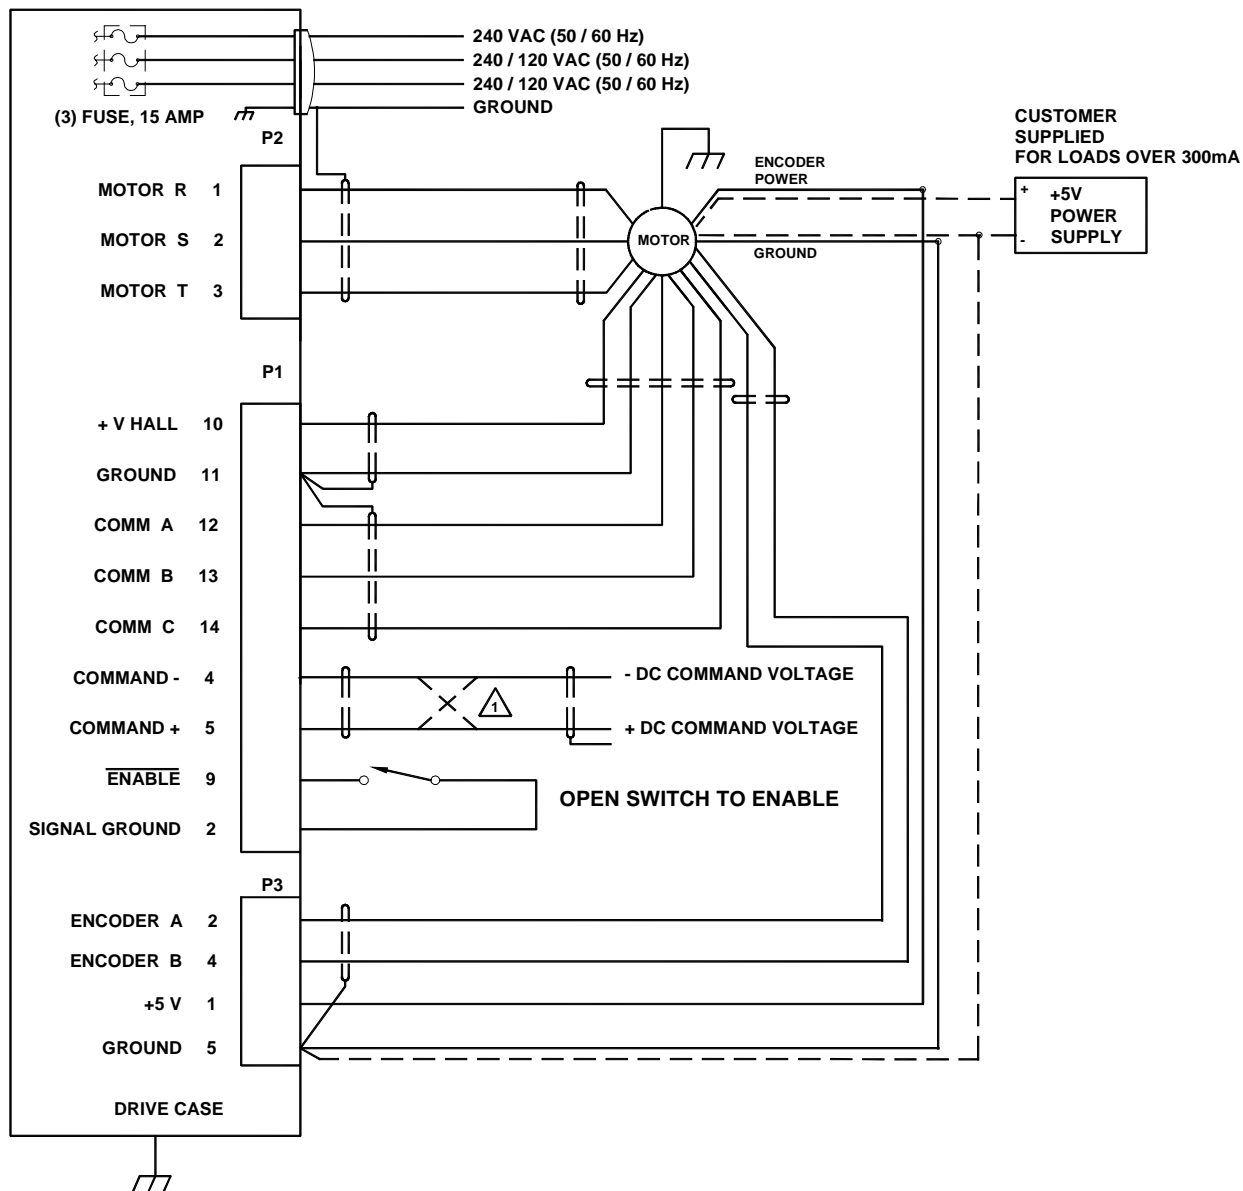 240 VAC (50 / 60 Hz)
240 / 120 VAC (50 / 60 Hz)
240 / 120 VAC (50 / 60 Hz)
GROUND
(3) FUSE, 15 AMP
P2
CUSTOMER
SUPPLIED
FOR LOADS OVER 300mA
ENCODER
POWER
MOTOR R 1
+ +5V
POWER
- SUPPLY
MOTOR S 2
MOTOR
GROUND
MOTOR T 3
P1
+ V HALL 10
GROUND 11
COMM A 12
COMM B 13
COMM C 14
COMMAND - 4
- DC COMMAND VOLTAGE
1
COMMAND + 5
+ DC COMMAND VOLTAGE
ENABLE 9
OPEN SWITCH TO ENABLE
SIGNAL GROUND 2
P3
ENCODER A 2
ENCODER B 4
+5 V 1
GROUND 5
DRIVE CASE